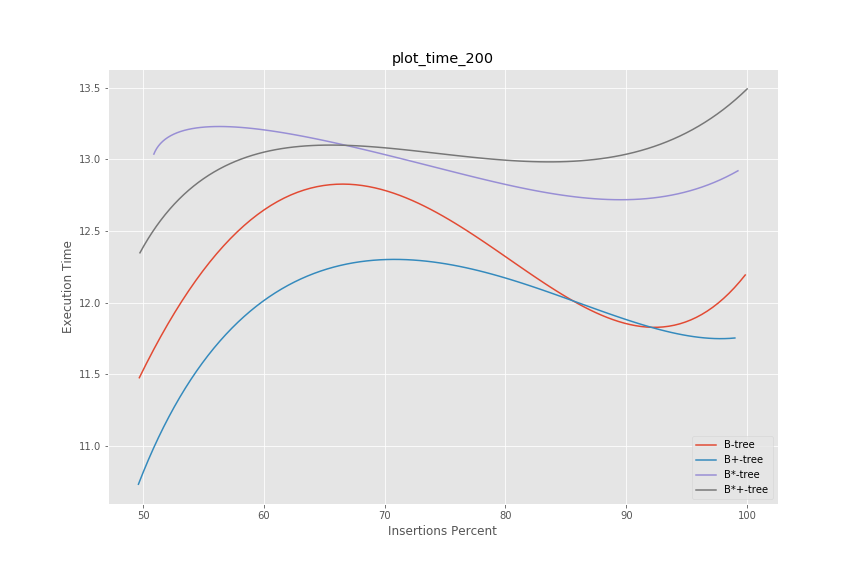 plot_time_200
13.5
13.0
12.5
12.0
11.5
11.0
Execution Time
50 60 70 80 90 100
Insertions Percent
B-tree
B+-tree
B*-tree
B*+-tree